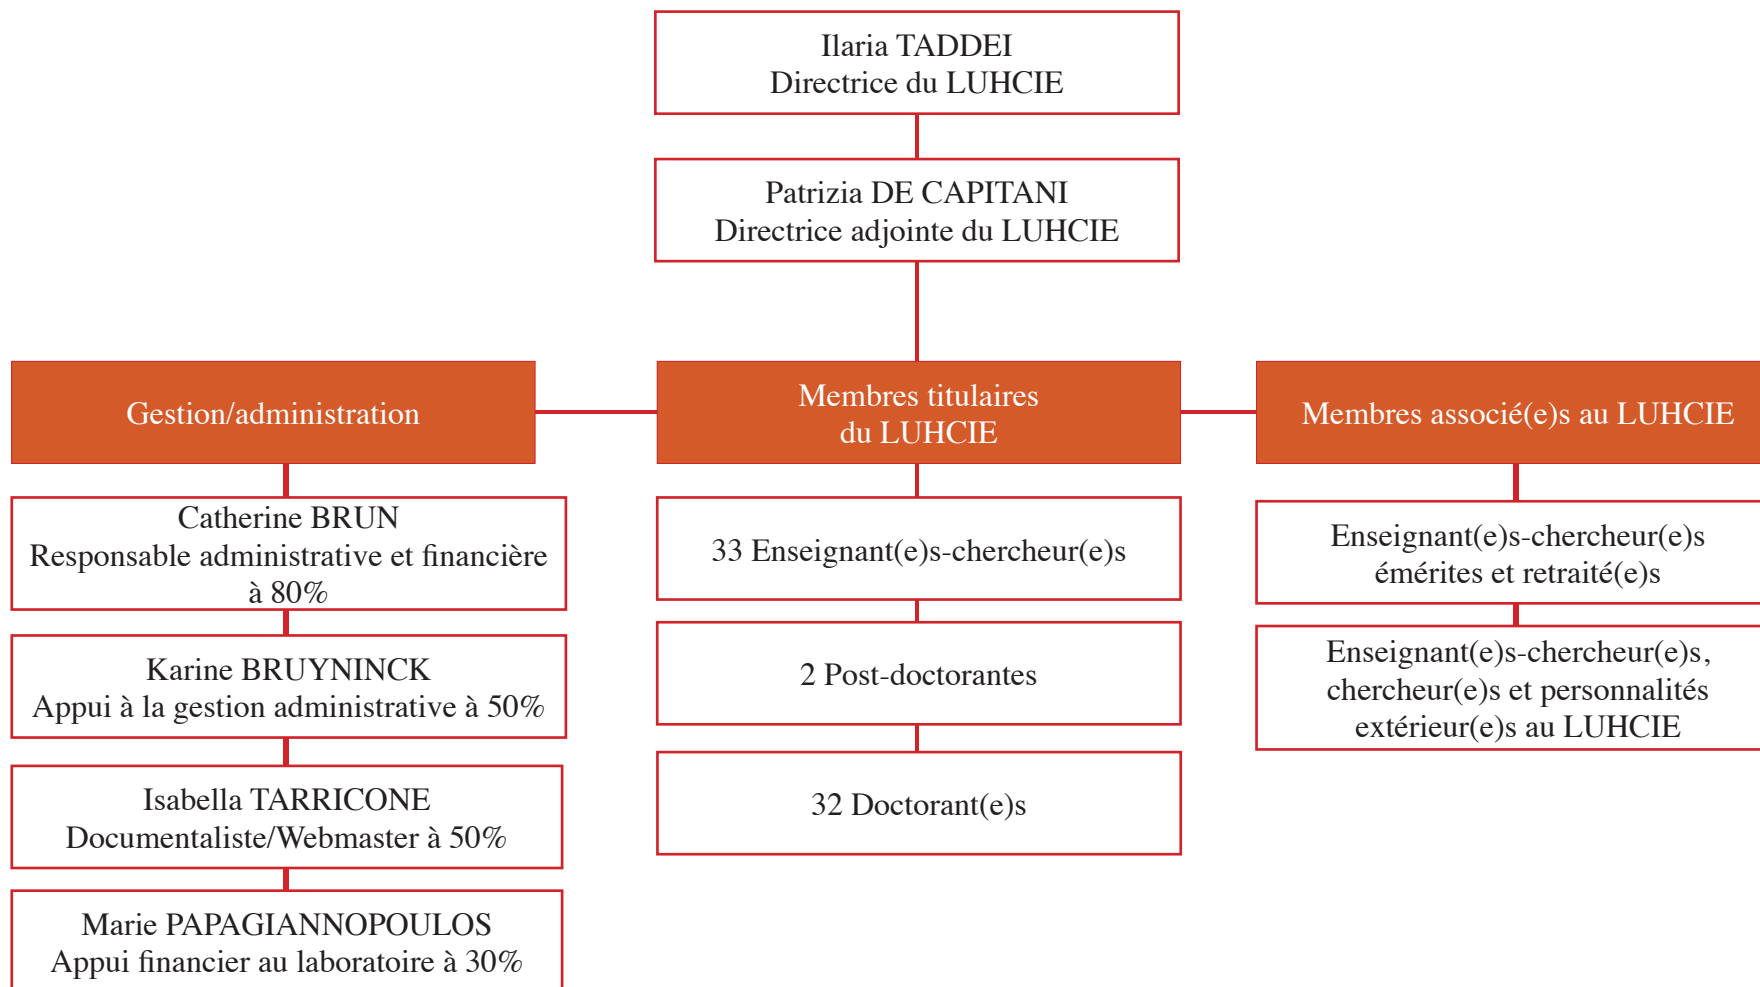 Ilaria TADDEI
Directrice du LUHCIE
Patrizia DE CAPITANI
Directrice adjointe du LUHCIE
Gestion/administration
Membres titulaires
du LUHCIE
Membres associé(e)s au LUHCIE
Catherine BRUN
Responsable administrative et financière
à 80%
Karine BRUYNINCK
Appui à la gestion administrative à 50%
Isabella TARRICONE
Documentaliste/Webmaster à 50%
Marie PAPAGIANNOPOULOS
Appui financier au laboratoire à 30%
33 Enseignant(e)s-chercheur(e)s
2 Post-doctorantes
32 Doctorant(e)s
Enseignant(e)s-chercheur(e)s
émérites et retraité(e)s
Enseignant(e)s-chercheur(e)s,
chercheur(e)s et personnalités
extérieur(e)s au LUHCIE